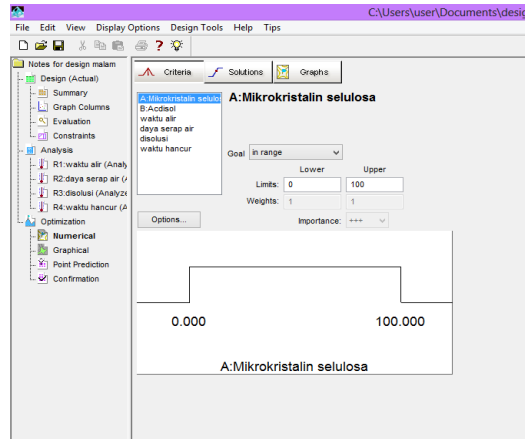 C:\Users\user\Documents\desig
File Edit View Display Options Design Tools Help Tips
Notes for design malam
Design (Actual)
Summary
Graph Columns
Evaluation
Constraints
Analysis
R1:waktu alir (Analy
R2:daya serap air (A
R3:disolusi (Analyze
R4:waktu hancur (A
Optimization
Numerical
Graphical
Point Prediction
Confirmation
Criteria Solutions Graphs
A:Mikrokristalin selulos
B:Acdisol
waktu alir
daya serap air
disolusi
waktu hancur
Options...
A:Mikrokristalin selulosa
Goal in range
Lower Upper
Limits: 0 100
Weights: 1 1
Importance: +++
0.000 100.000
A:Mikrokristalin selulosa